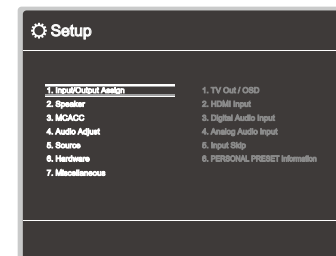 Setup
1. Input/Output Assign
2. Speaker
3. MCACC
4. Audio Adjust
5. Source
6. Hardware
7. Miscellaneous
1. TV Out / OSD
2. HDMI Input
3. Digital Audio Input
4. Analog Audio Input
5. Input Skip
6. PERSONAL PRESET Information